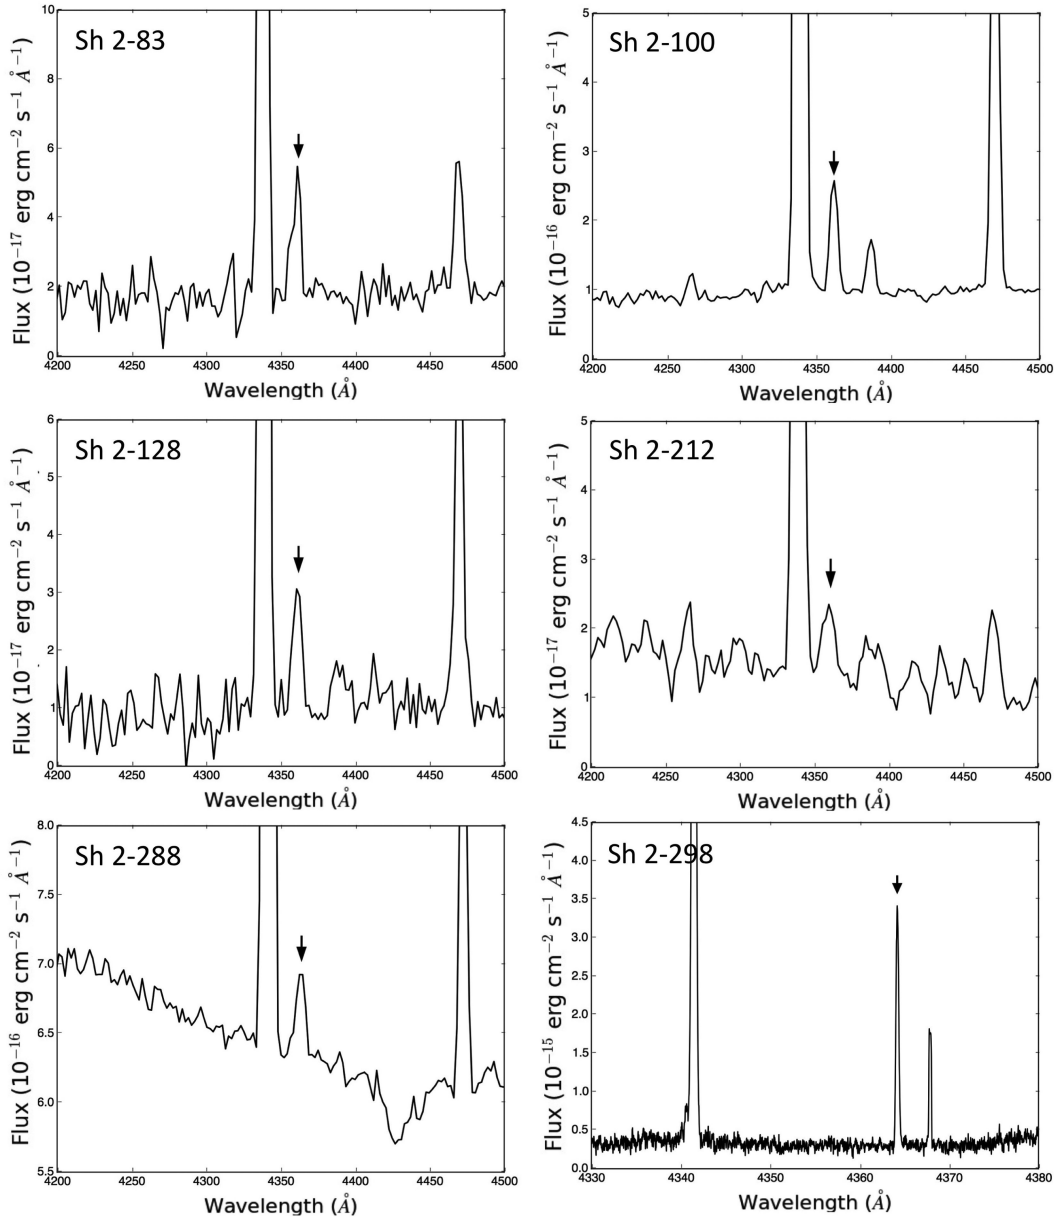 Sh 2-83
10
8
6
4
2
0
4200 4250 4300 4350 4400 4450 4500
Wavelength (Å)
Flux (10⁻¹⁷ erg cm⁻² s⁻¹ Å⁻¹)
Sh 2-100
5
4
3
2
1
0
4200 4250 4300 4350 4400 4450 4500
Wavelength (Å)
Flux (10⁻¹⁶ erg cm⁻² s⁻¹ Å⁻¹)
Sh 2-128
6
5
4
3
2
1
0
4200 4250 4300 4350 4400 4450 4500
Wavelength (Å)
Flux (10⁻¹⁷ erg cm⁻² s⁻¹ Å⁻¹)
Sh 2-212
5
4
3
2
1
0
4200 4250 4300 4350 4400 4450 4500
Wavelength (Å)
Flux (10⁻¹⁷ erg cm⁻² s⁻¹ Å⁻¹)
Sh 2-288
8.0
7.5
7.0
6.5
6.0
5.5
4200 4250 4300 4350 4400 4450 4500
Wavelength (Å)
Flux (10⁻¹⁶ erg cm⁻² s⁻¹ Å⁻¹)
Sh 2-298
4.5
4.0
3.5
3.0
2.5
2.0
1.5
1.0
0.5
0.0
4330 4340 4350 4360 4370 4380
Wavelength (Å)
Flux (10⁻¹⁵ erg cm⁻² s⁻¹ Å⁻¹)